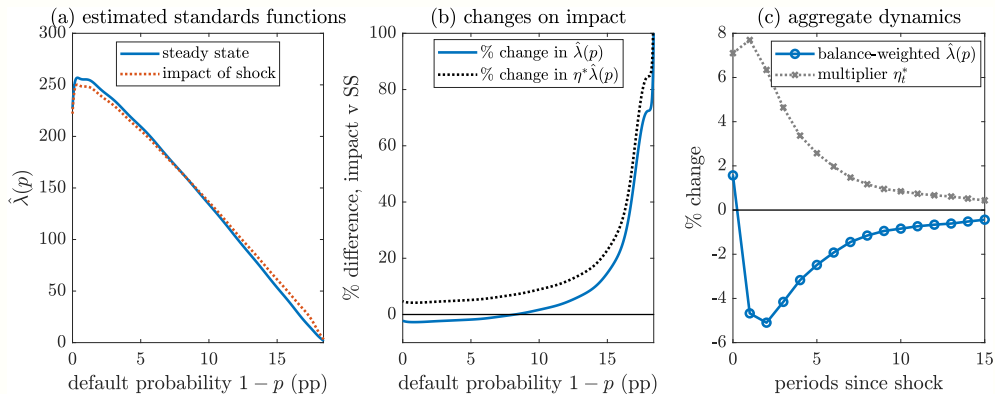 (a) estimated standards functions
steady state
impact of shock
300
250
200
150
100
50
0
λ̂(p)
0 5 10 15
default probability 1 − p (pp)
(b) changes on impact
% change in λ̂(p)
% change in η*λ̂(p)
100
80
60
40
20
0
% difference, impact v SS
0 5 10 15
default probability 1 − p (pp)
(c) aggregate dynamics
balance-weighted λ̂(p)
multiplier η*ₜ
8
6
4
2
0
-2
-4
-6
% change
0 5 10 15
periods since shock